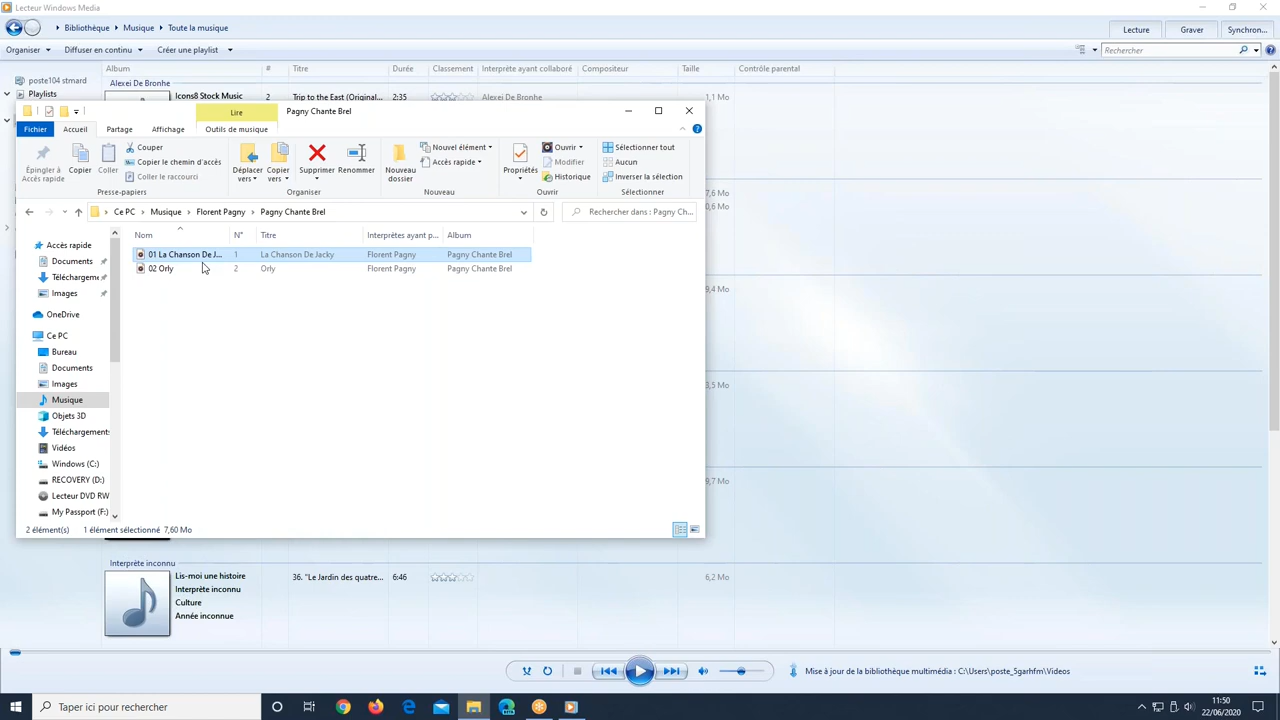 Lecteur Windows Media
Bibliothèque Musique Toute la musique
Lecture Graver Synchron...
Organiser Diffuser en continu Créer une playlist
Rechercher
Album # Titre Durée Classement Interprète ayant collaboré Compositeur Taille Contrôle parental
poste104 stmard
Playlists
Alexei De Bronhe
Icons8 Stock Music 2 Trip to the East (Original... 2:35 Alexei De Bronhe 1,1 Mo
Lire Pagny Chante Brel
Fichier Accueil Partage Affichage Outils de musique
Épingler à Accès rapide
Copier
Coller
Couper
Copier le chemin d'accès
Coller le raccourci
Presse-papiers
Déplacer vers
Copier vers
Supprimer
Renommer
Organiser
Nouveau dossier
Nouvel élément
Accès rapide
Nouveau
Propriétés
Ouvrir
Modifier
Historique
Ouvrir
Sélectionner tout
Aucun
Inverser la sélection
Sélectionner
Ce PC Musique Florent Pagny Pagny Chante Brel
Rechercher dans : Pagny Ch...
Nom N° Titre Interprètes ayant p... Album
01 La Chanson De J... 1 La Chanson De Jacky Florent Pagny Pagny Chante Brel
02 Orly 2 Orly Florent Pagny Pagny Chante Brel
Accès rapide
Documents
Téléchargeme
Images
OneDrive
Ce PC
Bureau
Documents
Images
Musique
Objets 3D
Téléchargement
Vidéos
Windows (C:)
RECOVERY (D:)
Lecteur DVD RW
My Passport (F:)
2 élément(s) 1 élément sélectionné 7,60 Mo
7,6 Mo
0,6 Mo
9,4 Mo
3,5 Mo
9,7 Mo
Interprète inconnu
Lis-moi une histoire 36. "Le Jardin des quatre... 6:46 6,2 Mo
Interprète inconnu
Culture
Année inconnue
Mise à jour de la bibliothèque multimédia : C:\Users\poste_5garhfm\Videos
Taper ici pour rechercher
11:50
22/06/2020